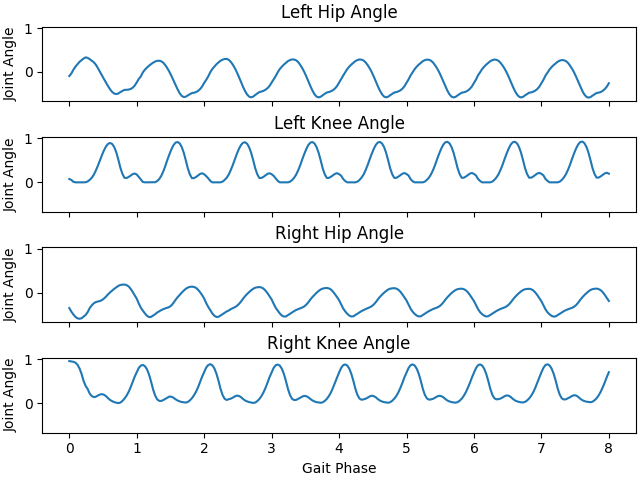 Left Hip Angle
1
0
Joint Angle
Left Knee Angle
1
0
Joint Angle
Right Hip Angle
1
0
Joint Angle
Right Knee Angle
1
0
Joint Angle
0 1 2 3 4 5 6 7 8
Gait Phase